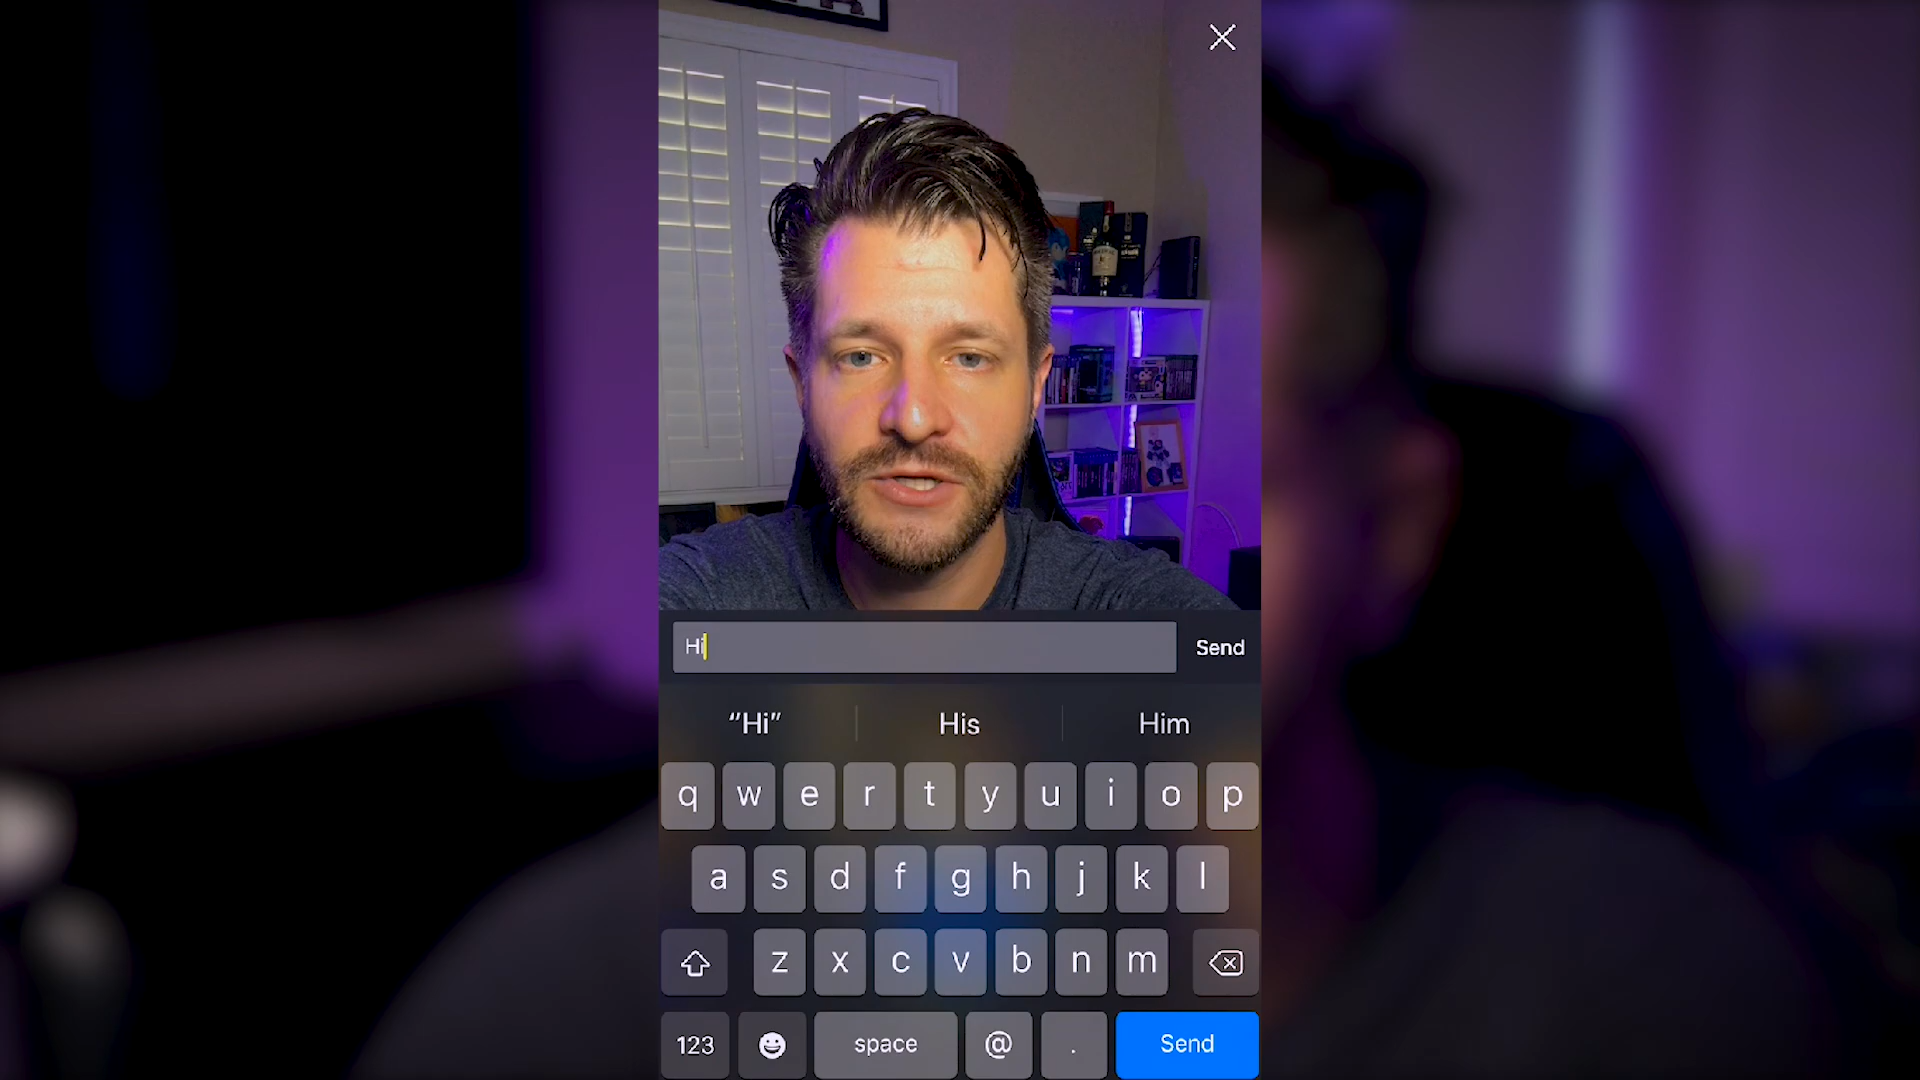 Hi
Send
“Hi” His Him
q w e r t y u i o p
a s d f g h j k l
z x c v b n m
123 space @ . Send